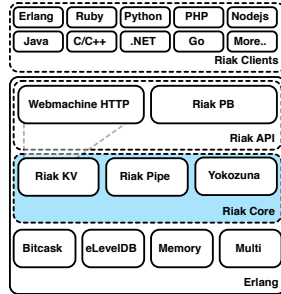 Erlang Ruby Python PHP Nodejs
Java C/C++ .NET Go More..
Riak Clients
Webmachine HTTP Riak PB
Riak API
Riak KV Riak Pipe Yokozuna
Riak Core
Bitcask eLevelDB Memory Multi
Erlang